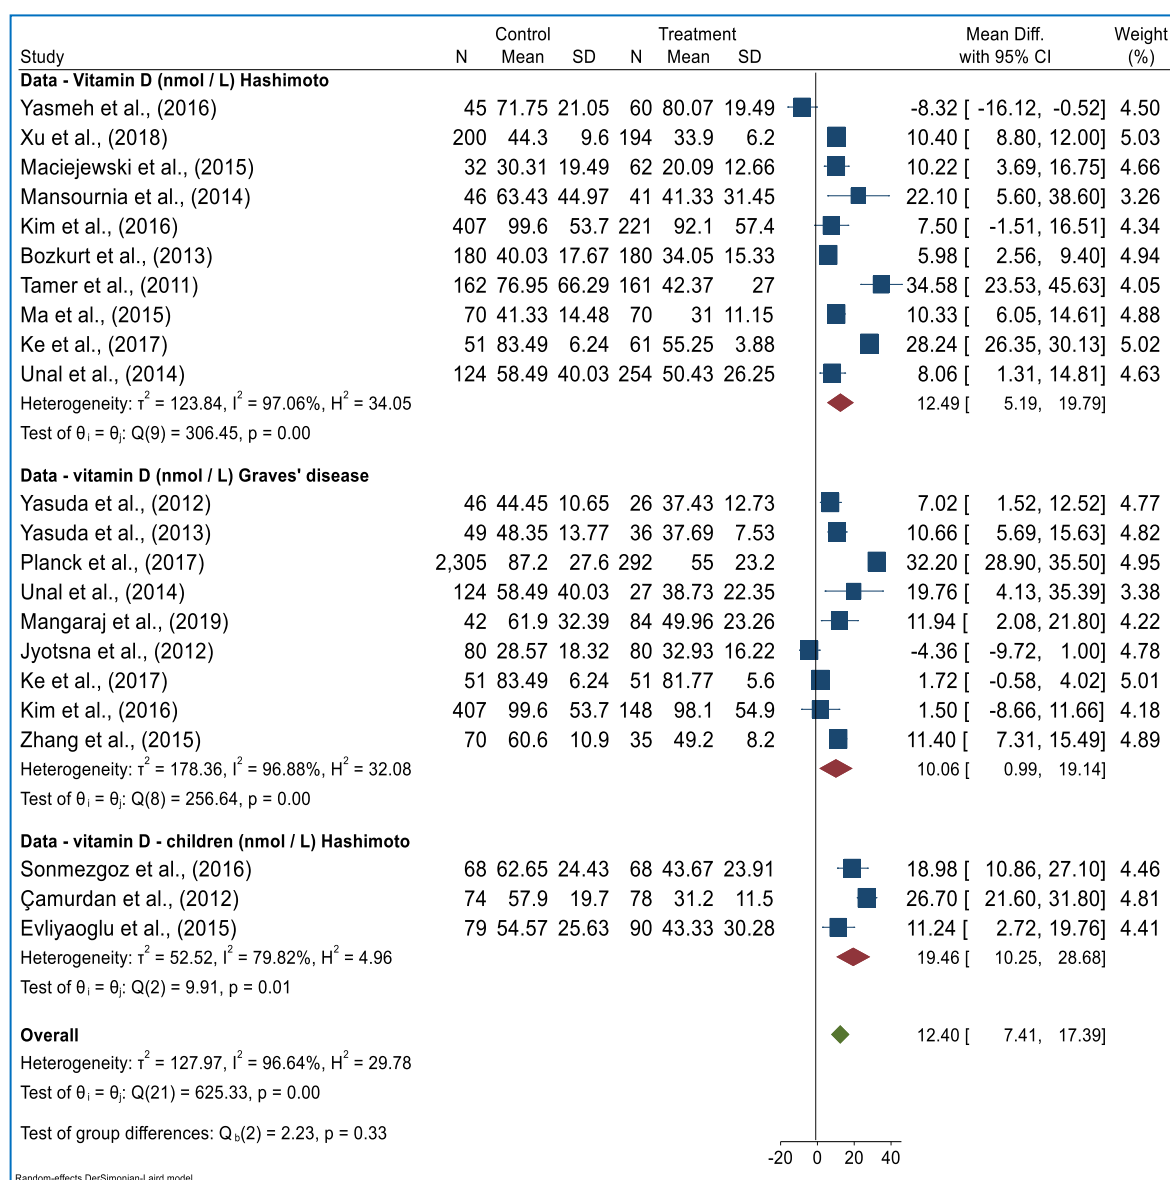 Control Treatment Mean Diff. Weight
Study N Mean SD N Mean SD with 95% CI (%)
Data - Vitamin D (nmol / L) Hashimoto
Yasmeh et al., (2016) 45 71.75 21.05 60 80.07 19.49 -8.32 [ -16.12, -0.52] 4.50
Xu et al., (2018) 200 44.3 9.6 194 33.9 6.2 10.40 [ 8.80, 12.00] 5.03
Maciejewski et al., (2015) 32 30.31 19.49 62 20.09 12.66 10.22 [ 3.69, 16.75] 4.66
Mansournia et al., (2014) 46 63.43 44.97 41 41.33 31.45 22.10 [ 5.60, 38.60] 3.26
Kim et al., (2016) 407 99.6 53.7 221 92.1 57.4 7.50 [ -1.51, 16.51] 4.34
Bozkurt et al., (2013) 180 40.03 17.67 180 34.05 15.33 5.98 [ 2.56, 9.40] 4.94
Tamer et al., (2011) 162 76.95 66.29 161 42.37 27 34.58 [ 23.53, 45.63] 4.05
Ma et al., (2015) 70 41.33 14.48 70 31 11.15 10.33 [ 6.05, 14.61] 4.88
Ke et al., (2017) 51 83.49 6.24 61 55.25 3.88 28.24 [ 26.35, 30.13] 5.02
Unal et al., (2014) 124 58.49 40.03 254 50.43 26.25 8.06 [ 1.31, 14.81] 4.63
Heterogeneity: τ² = 123.84, I² = 97.06%, H² = 34.05 12.49 [ 5.19, 19.79]
Test of θᵢ = θⱼ: Q(9) = 306.45, p = 0.00
Data - vitamin D (nmol / L) Graves' disease
Yasuda et al., (2012) 46 44.45 10.65 26 37.43 12.73 7.02 [ 1.52, 12.52] 4.77
Yasuda et al., (2013) 49 48.35 13.77 36 37.69 7.53 10.66 [ 5.69, 15.63] 4.82
Planck et al., (2017) 2,305 87.2 27.6 292 55 23.2 32.20 [ 28.90, 35.50] 4.95
Unal et al., (2014) 124 58.49 40.03 27 38.73 22.35 19.76 [ 4.13, 35.39] 3.38
Mangaraj et al., (2019) 42 61.9 32.39 84 49.96 23.26 11.94 [ 2.08, 21.80] 4.22
Jyotsna et al., (2012) 80 28.57 18.32 80 32.93 16.22 -4.36 [ -9.72, 1.00] 4.78
Ke et al., (2017) 51 83.49 6.24 51 81.77 5.6 1.72 [ -0.58, 4.02] 5.01
Kim et al., (2016) 407 99.6 53.7 148 98.1 54.9 1.50 [ -8.66, 11.66] 4.18
Zhang et al., (2015) 70 60.6 10.9 35 49.2 8.2 11.40 [ 7.31, 15.49] 4.89
Heterogeneity: τ² = 178.36, I² = 96.88%, H² = 32.08 10.06 [ 0.99, 19.14]
Test of θᵢ = θⱼ: Q(8) = 256.64, p = 0.00
Data - vitamin D - children (nmol / L) Hashimoto
Sonmezgoz et al., (2016) 68 62.65 24.43 68 43.67 23.91 18.98 [ 10.86, 27.10] 4.46
Çamurdan et al., (2012) 74 57.9 19.7 78 31.2 11.5 26.70 [ 21.60, 31.80] 4.81
Evliyaoglu et al., (2015) 79 54.57 25.63 90 43.33 30.28 11.24 [ 2.72, 19.76] 4.41
Heterogeneity: τ² = 52.52, I² = 79.82%, H² = 4.96 19.46 [ 10.25, 28.68]
Test of θᵢ = θⱼ: Q(2) = 9.91, p = 0.01
Overall 12.40 [ 7.41, 17.39]
Heterogeneity: τ² = 127.97, I² = 96.64%, H² = 29.78
Test of θᵢ = θⱼ: Q(21) = 625.33, p = 0.00
Test of group differences: Q_b(2) = 2.23, p = 0.33
-20 0 20 40
Random-effects DerSimonian-Laird model